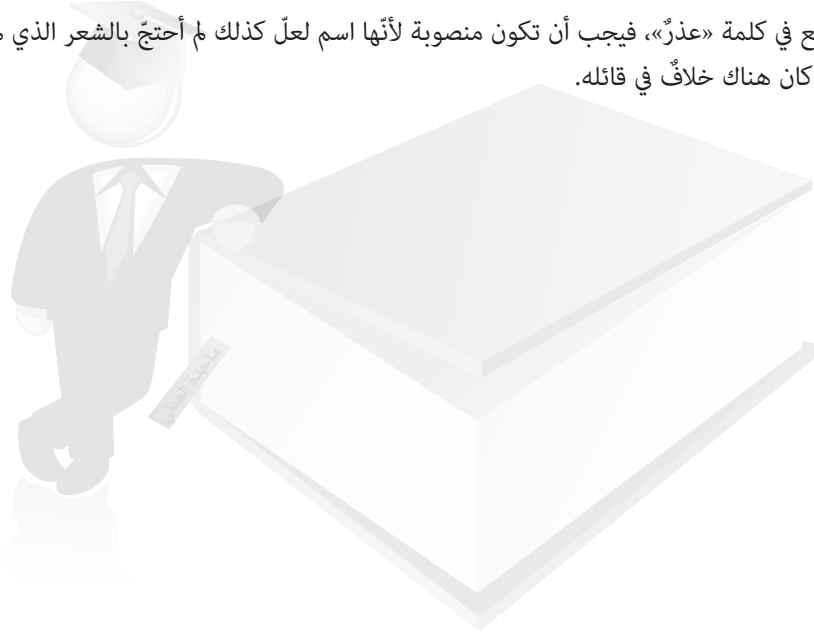 ع في كلمة «عذرٌ»، فيجب أن تكون منصوبة لأنّها اسم لعلّ كذلك لم أحتجّ بالشعر الذي
كان هناك خلافٌ في قائله.
ماجدة